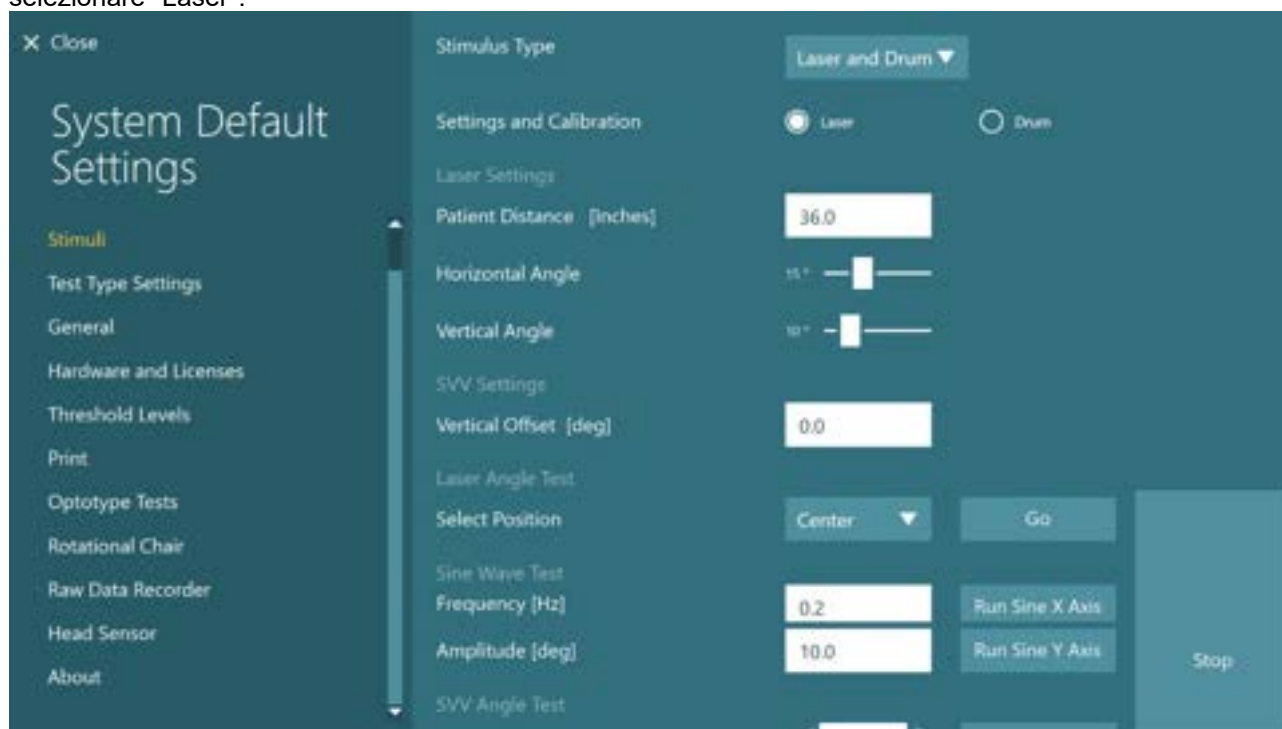 selezionare "Laser".
Close
System Default
Settings
Stimuli
Test Type Settings
General
Hardware and Licenses
Threshold Levels
Print
Optotype Tests
Rotational Chair
Raw Data Recorder
Head Sensor
About
Stimulus Type Laser and Drum
Settings and Calibration Laser Drum
Laser Settings
Patient Distance [inches] 36.0
Horizontal Angle 15 °
Vertical Angle 10 °
SVV Settings
Vertical Offset [deg] 0.0
Laser Angle Test
Select Position Center Go
Sine Wave Test
Frequency [Hz] 0.2 Run Sine X Axis
Amplitude [deg] 10.0 Run Sine Y Axis Stop
SVV Angle Test